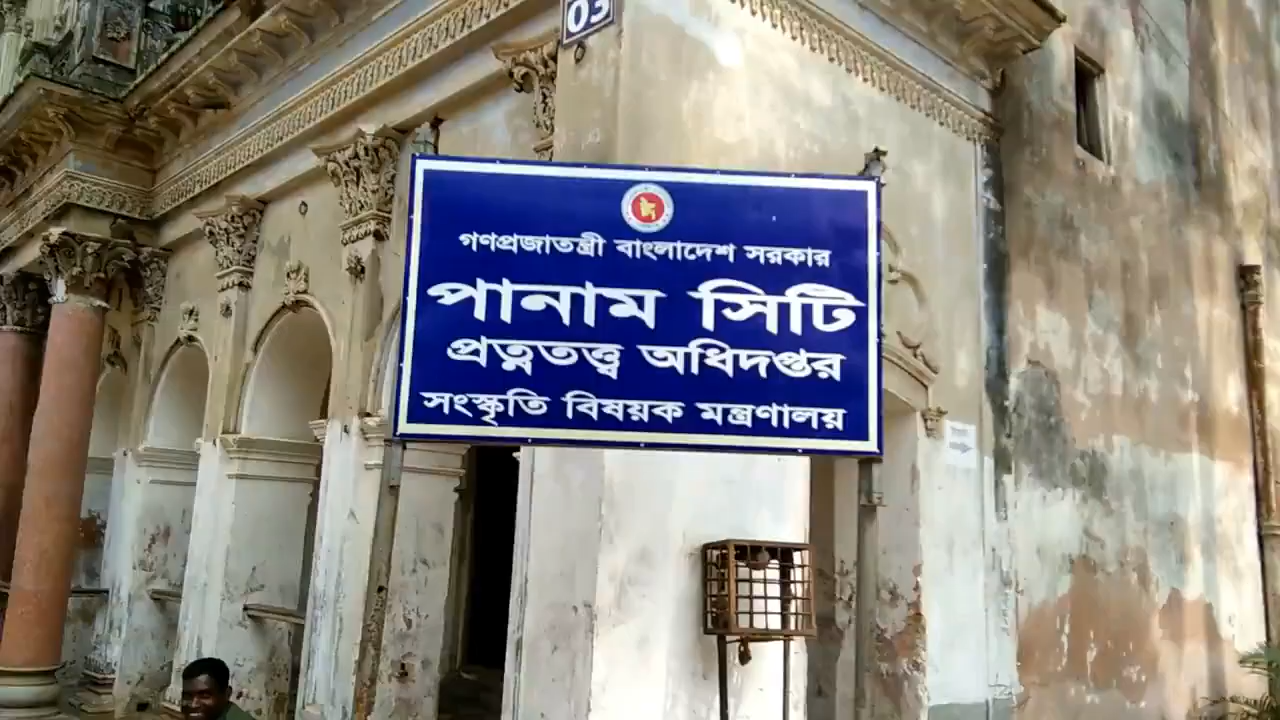 03
গণপ্রজাতন্ত্রী বাংলাদেশ সরকার
পানাম সিটি
প্রত্নতত্ত্ব অধিদপ্তর
সংস্কৃতি বিষয়ক মন্ত্রণালয়